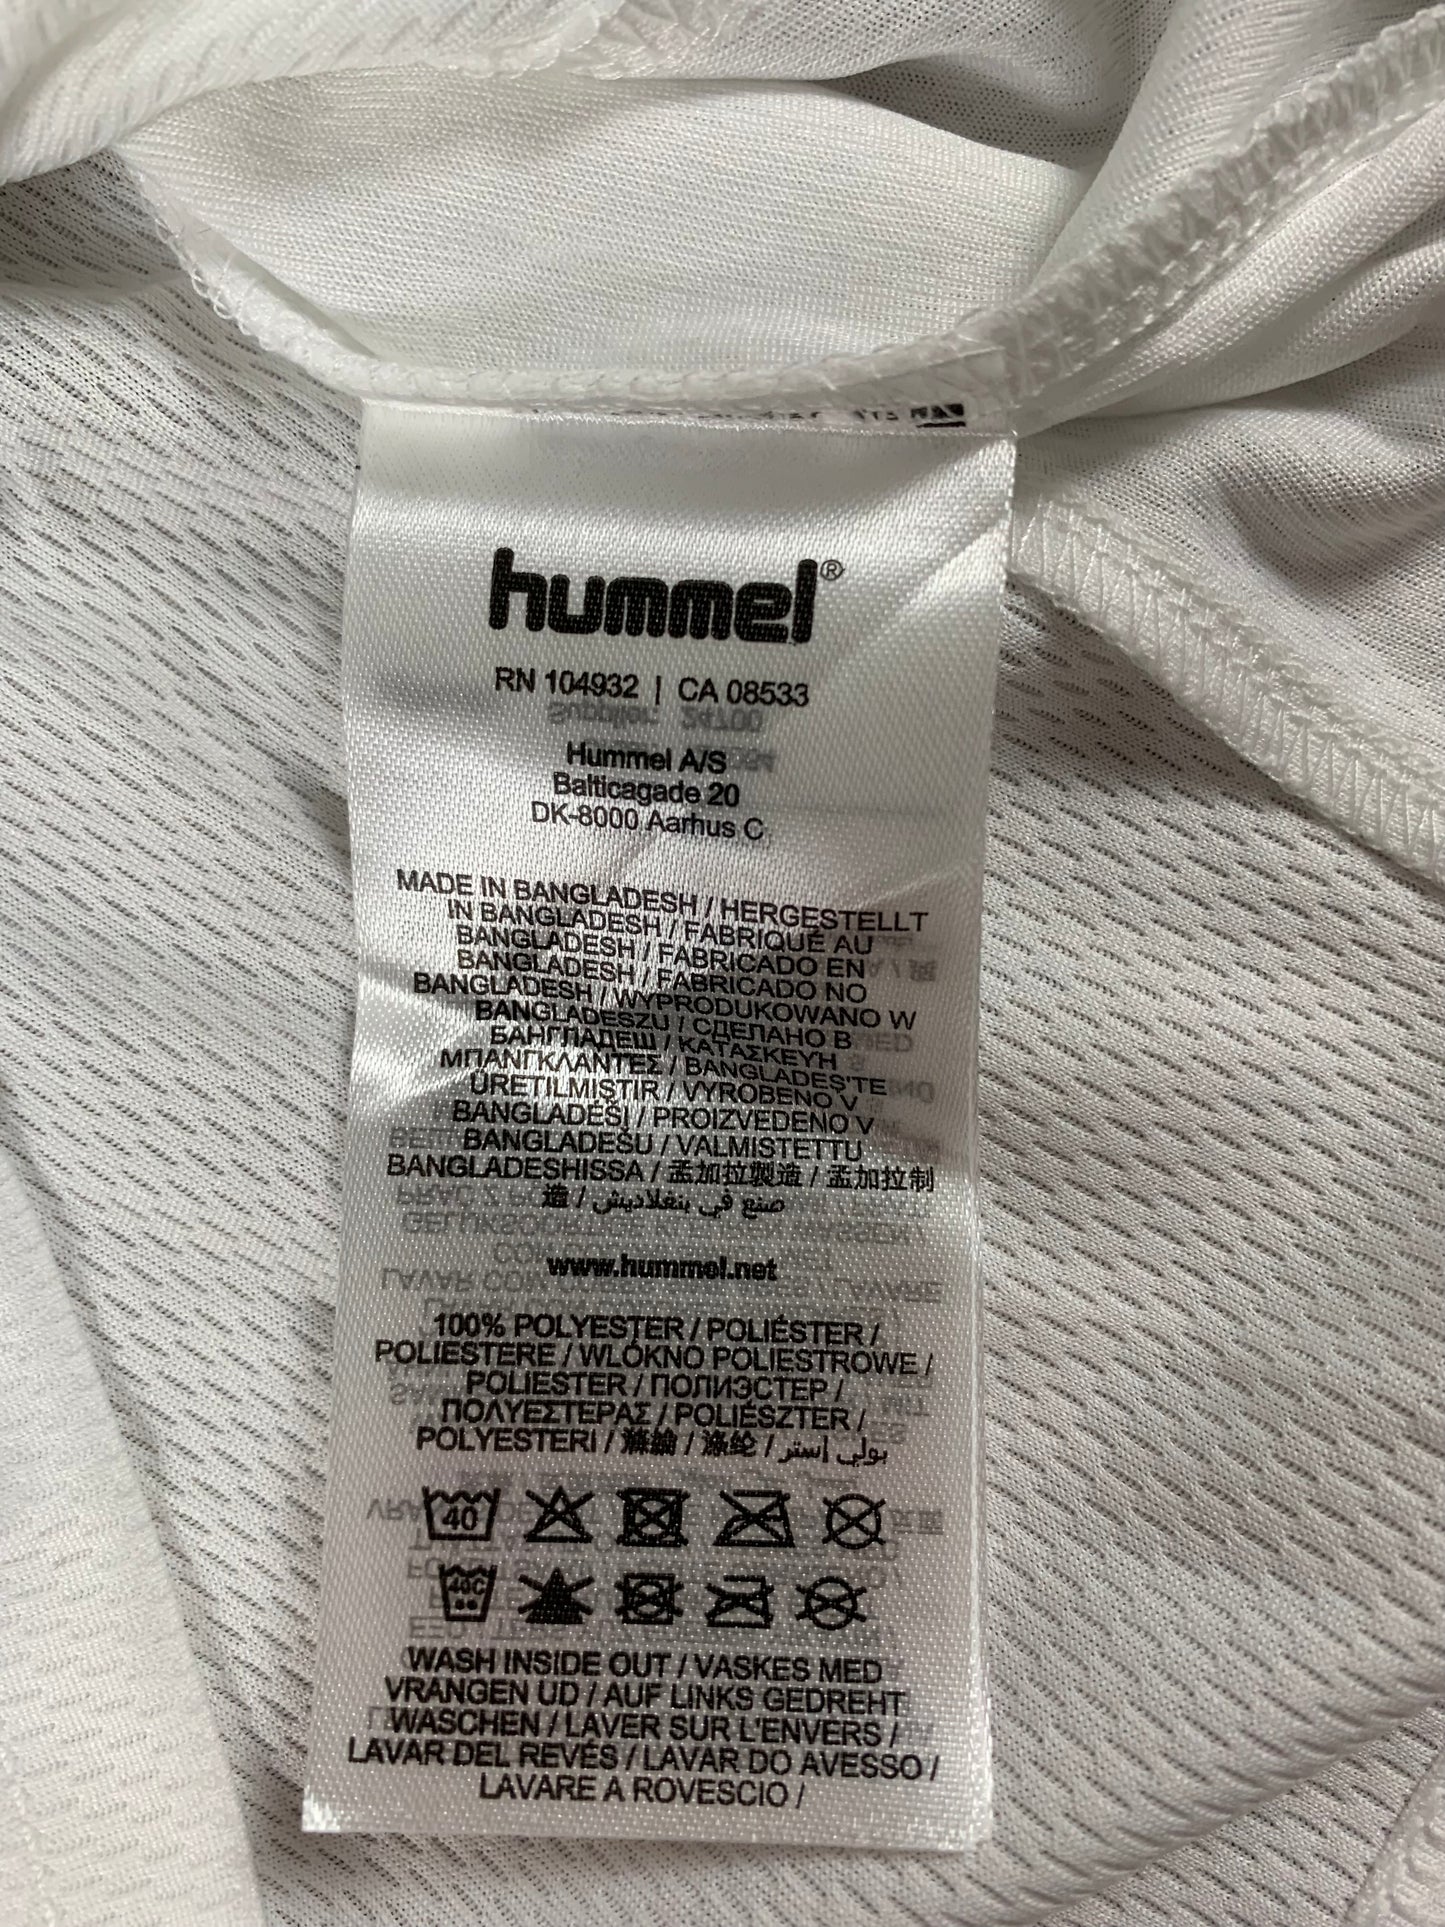 hummel®
RN 104932 | CA 08533
Supplier: 24700
Hummel A/S
Balticagade 20
DK-8000 Aarhus C
MADE IN BANGLADESH / HERGESTELLT
IN BANGLADESH / FABRIQUÉ AU
BANGLADESH / FABRICADO EN
BANGLADESH / FABRICADO NO
BANGLADESH / WYPRODUKOWANO W
BANGLADESZU / СДЕЛАНО В
БАНГЛАДЕШ / ΚΑΤΑΣΚΕΥΗ
ΜΠΑΝΓΚΛΑΝΤΕΣ / BANGLADEŞ'TE
ÜRETILMIŞTIR / VYROBENO V
BANGLADÉŠI / PROIZVEDENO V
BANGLADEŠU / VALMISTETTU
BANGLADESHISSA / 孟加拉製造 / 孟加拉制
造 / صنع في بنغلاديش
www.hummel.net
100% POLYESTER / POLIÉSTER /
POLIESTERE / WLÓKNO POLIESTROWE /
POLIESTER / ПОЛИЭСТЕР /
ΠΟΛΥΕΣΤΕΡΑΣ / POLIÉSZTER /
POLYESTERI / 滌綸 / 涤纶 / بولي إستر
40
40C
WASH INSIDE OUT / VASKES MED
VRANGEN UD / AUF LINKS GEDREHT
WASCHEN / LAVER SUR L'ENVERS /
LAVAR DEL REVÉS / LAVAR DO AVESSO /
LAVARE A ROVESCIO /